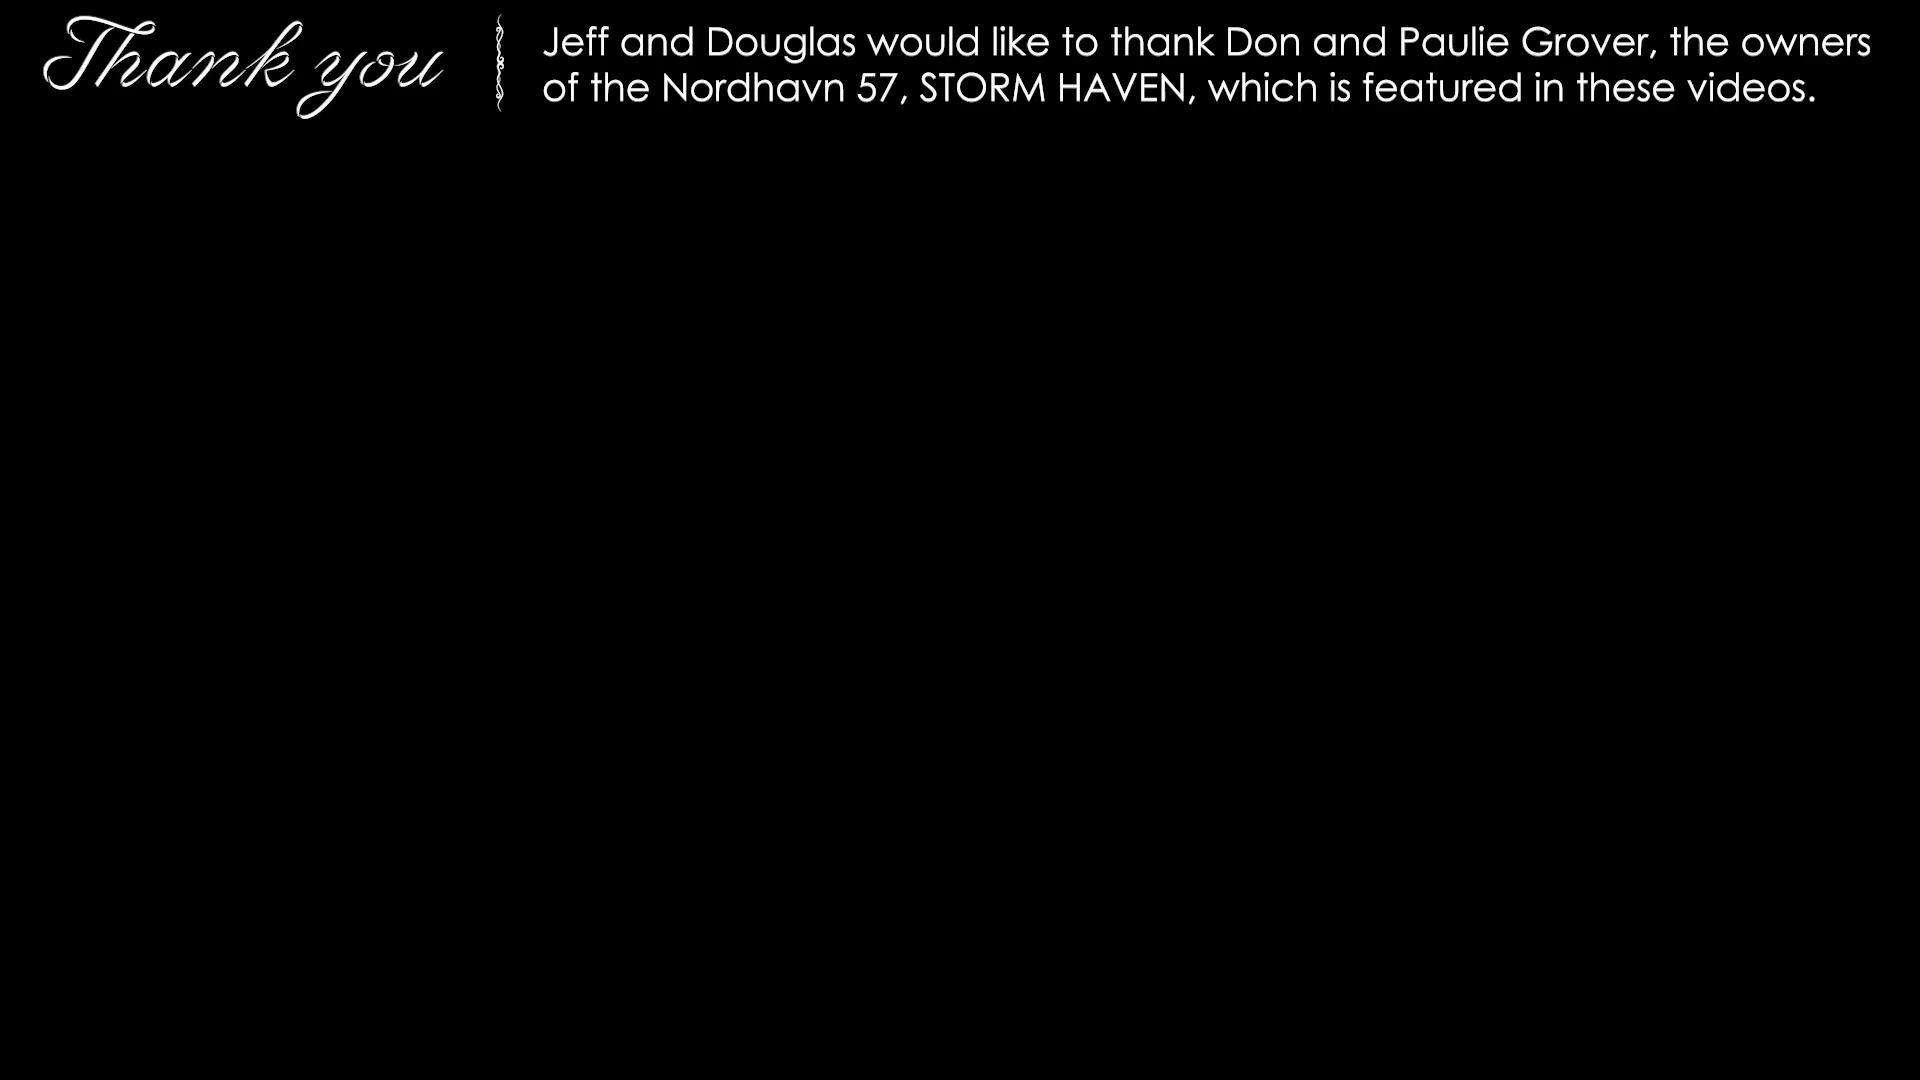 Thank you
Jeff and Douglas would like to thank Don and Paulie Grover, the owners
of the Nordhavn 57, STORM HAVEN, which is featured in these videos.